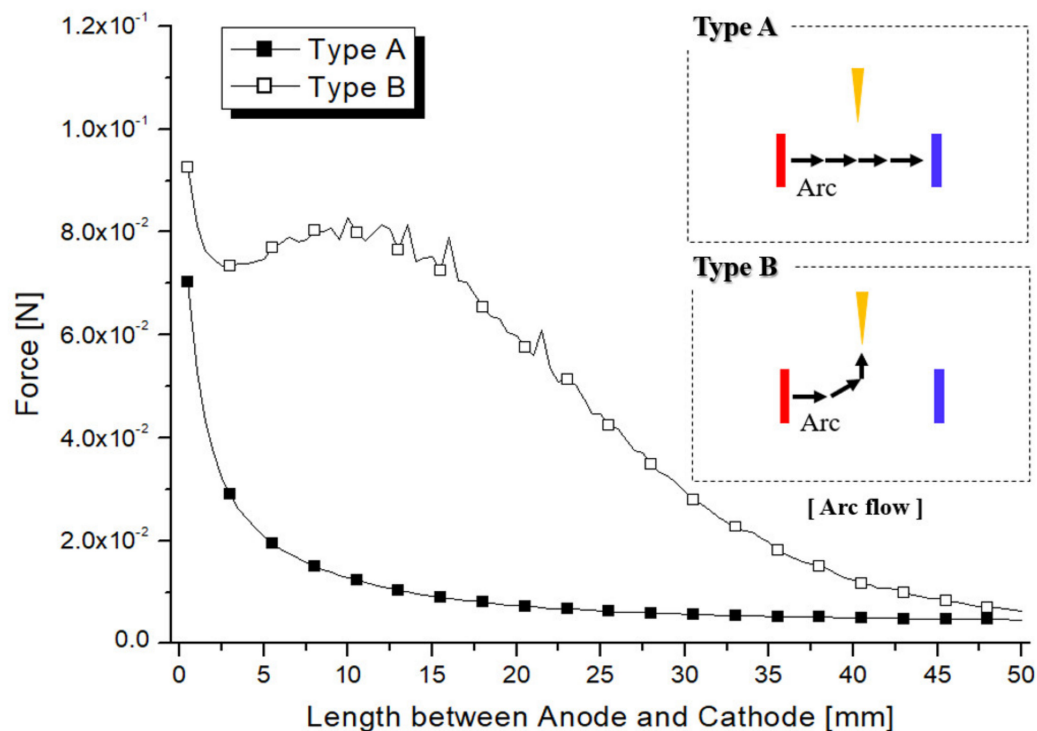 1.2x10⁻¹
1.0x10⁻¹
8.0x10⁻²
6.0x10⁻²
4.0x10⁻²
2.0x10⁻²
0.0
Force [N]
Type A
Type B
Type A
Arc
Type B
Arc
[ Arc flow ]
0 5 10 15 20 25 30 35 40 45 50
Length between Anode and Cathode [mm]